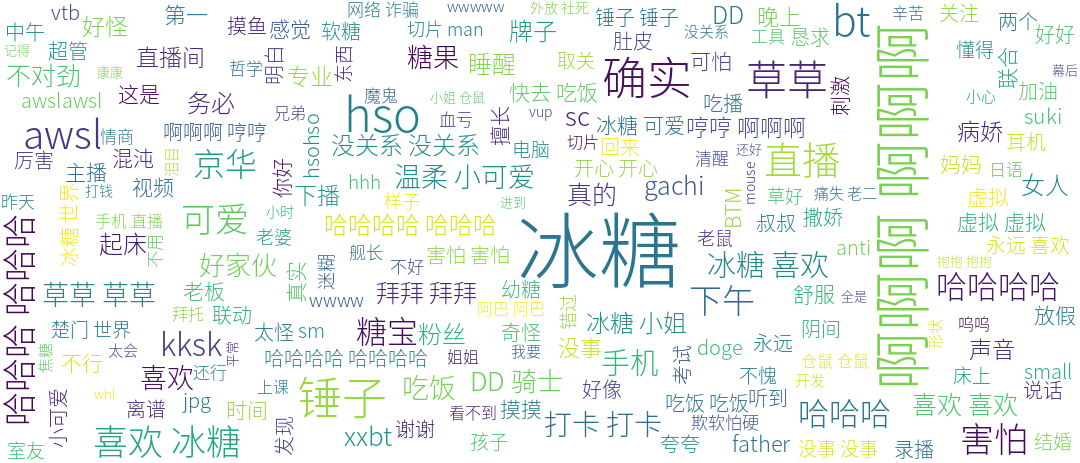 vtb
第一
网络 诈骗
wwwww
外放 社死
锤子 锤子
DD
晚上
bt
辛苦
关注
两个
中午
好怪
摸鱼
感觉
软糖
切片 man
牌子
没关系
工具 恳求
懂得
好好
记得
超管
直播间
哲学
明白
专业
东西
糖果
睡醒
取关
肚皮
确实
可怕
草草
刺激
啊啊啊啊 啊啊啊
联合
幕后
不对劲
康康
awslawsl
这是
务必
兄弟
魔鬼
小姐 仓鼠
快去 吃饭
吃播
小心
加油
awsl
情商
啊啊啊 哼哼
hsohso
hso
血亏
擅长
vup
sc
冰糖 可爱
哼哼 啊啊啊
病娇
suki
厉害
混沌
泪目
京华
你好
没关系 没关系
电脑
切片
回来
清醒
还好
直播
耳机
主播
视频
下播
hhh
温柔 小可爱
开心 开心
真的
gachi
mouse
BTM
草好
痛失 老二
妈妈
日语
昨天
打钱
冰糖 世界
手机 直播
可爱
小时
样子
进到
叔叔
撒娇
虚拟
女人
哈哈哈 哈哈哈
起床
不用
老婆
哈哈哈哈 哈哈哈
冰糖
老鼠
anti
虚拟 虚拟
永远 喜欢
好家伙
真实
迷糊
舰长
不好
害怕 害怕
冰糖 喜欢
抱抱 抱抱
草草 草草
老板
wwww
拜拜 拜拜
幼糖
阿巴 阿巴
错过
下午
舒服
全是
哈哈哈哈
拜托
联动
楚门 世界
太怪
sm
糖宝
粉丝
奇怪
冰糖 小姐
阴间
呜呜
放假
焦糖
太会
kksk
平常
哈哈哈哈 哈哈哈哈
姐姐
我要
没事
手机
doge
永远
仓鼠 仓鼠
形状
声音
不行
喜欢
还行
上课
锤子
吃饭
DD 骑士
好像
考试
不愧
开发
床上
small
whl
小可爱
离谱
jpg
时间
看不到
摸摸
吃饭 吃饭
听到
哈哈哈
喜欢 喜欢
说话
室友
喜欢 冰糖
发现
xxbt
谢谢
孩子
打卡 打卡
欺软怕硬
夸夸
father
没事 没事
录播
害怕
结婚